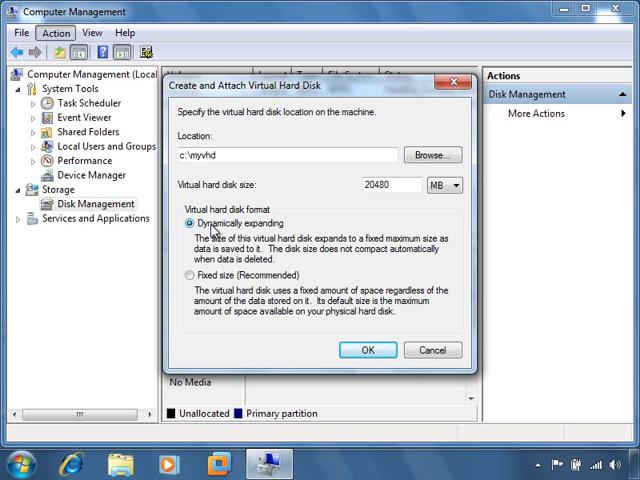 Computer Management
File Action View Help
Computer Management (Local
System Tools
Task Scheduler
Event Viewer
Shared Folders
Local Users and Groups
Performance
Device Manager
Storage
Disk Management
Services and Applications
Create and Attach Virtual Hard Disk
Specify the virtual hard disk location on the machine.
Location:
c:\myvhd
Browse...
Virtual hard disk size:
20480
MB
Virtual hard disk format
Dynamically expanding
The size of this virtual hard disk expands to a fixed maximum size as
data is saved to it. The disk size does not compact automatically
when data is deleted.
Fixed size (Recommended)
The virtual hard disk uses a fixed amount of space regardless of the
amount of the data stored on it. Its default size is the maximum
amount of space available on your physical hard disk.
OK
Cancel
No Media
Unallocated Primary partition
Actions
Disk Management
More Actions